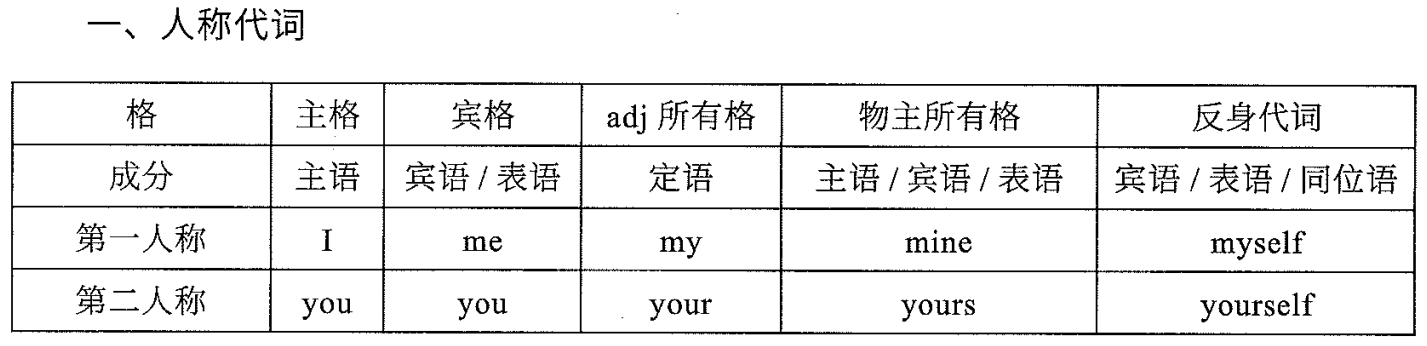 一、人称代词
格 主格 宾格 adj 所有格 物主所有格 反身代词
成分 主语 宾语 / 表语 定语 主语 / 宾语 / 表语 宾语 / 表语 / 同位语
第一人称 I me my mine myself
第二人称 you you your yours yourself